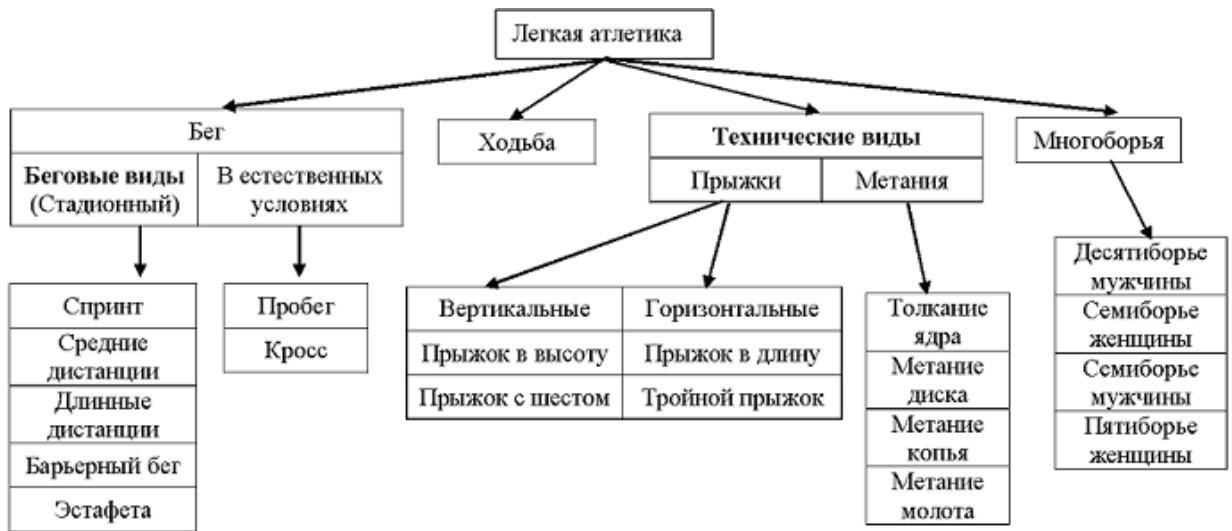 Легкая атлетика
Бег
Беговые виды
(Стадионный)
В естественных
условиях
Ходьба
Технические виды
Прыжки
Метания
Многоборья
Спринт
Средние
дистанции
Длинные
дистанции
Барьерный бег
Эстафета
Пробег
Кросс
Вертикальные
Прыжок в высоту
Прыжок с шестом
Горизонтальные
Прыжок в длину
Тройной прыжок
Толкание
ядра
Метание
диска
Метание
копья
Метание
молота
Десятиборье
мужчины
Семиборье
женщины
Семиборье
мужчины
Пятиборье
женщины